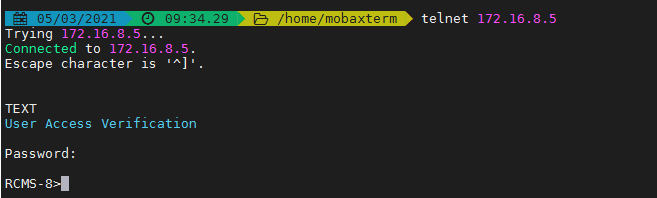 05/03/2021 09:34.29 /home/mobaxterm telnet 172.16.8.5
Trying 172.16.8.5...
Connected to 172.16.8.5.
Escape character is '^]'.
TEXT
User Access Verification
Password:
RCMS-8>